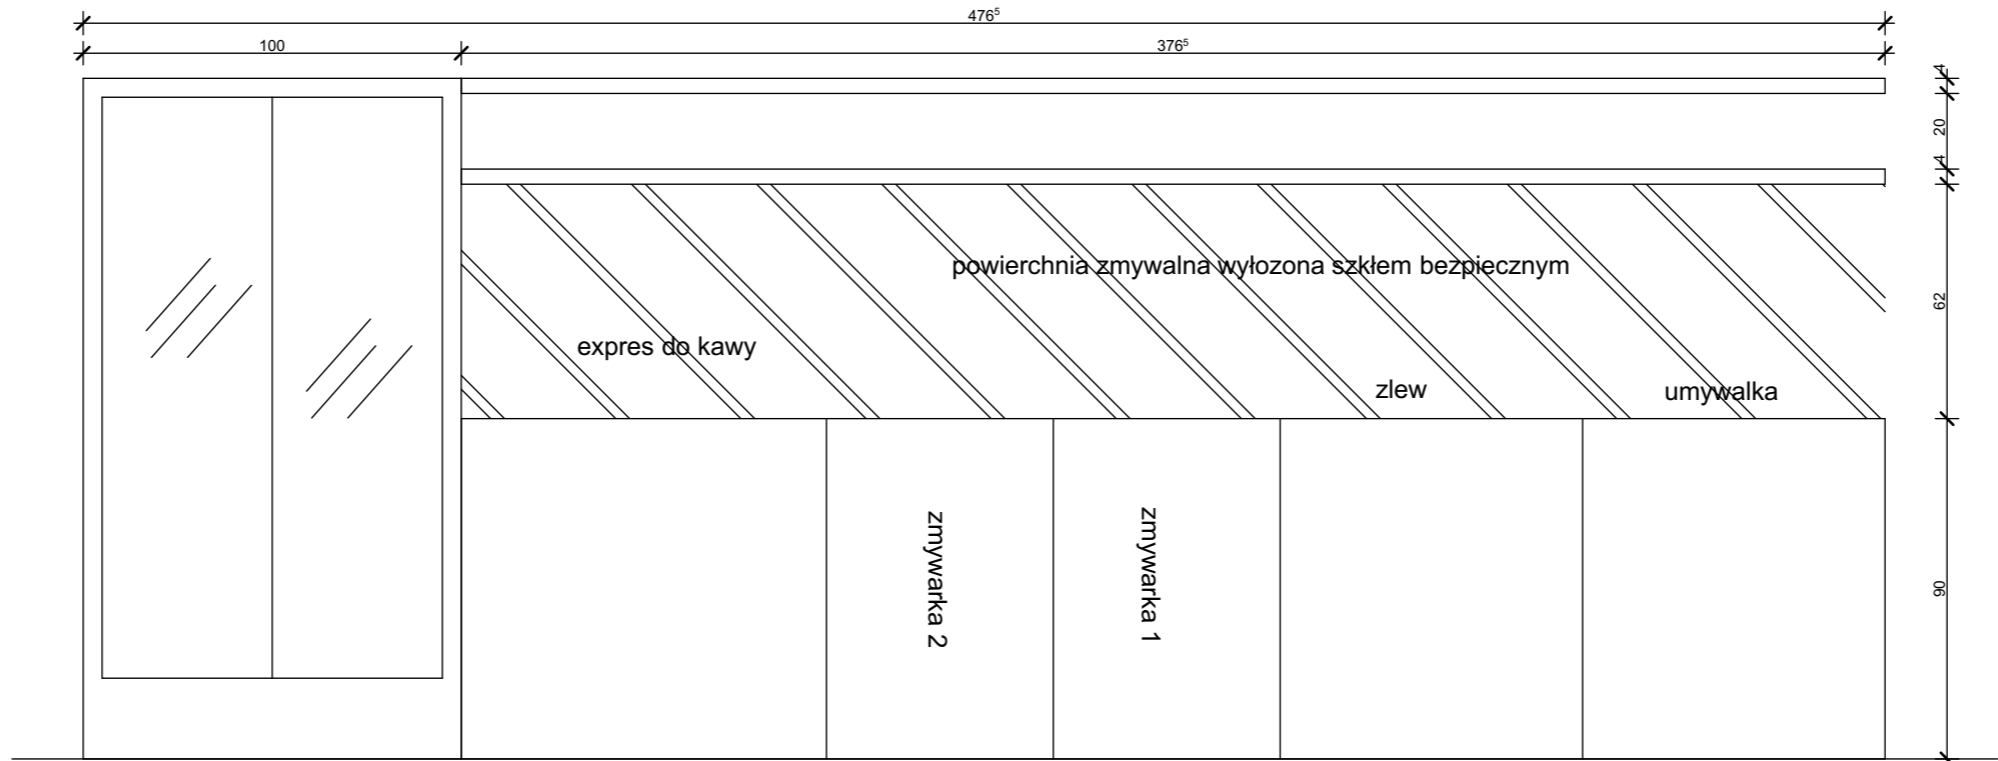 476⁵
100
376⁵
4
20
4
powierchnia zmywalna wyłozona szkłem bezpiecznym
62
expres do kawy
zlew
umywalka
zmywarka 2
zmywarka 1
90